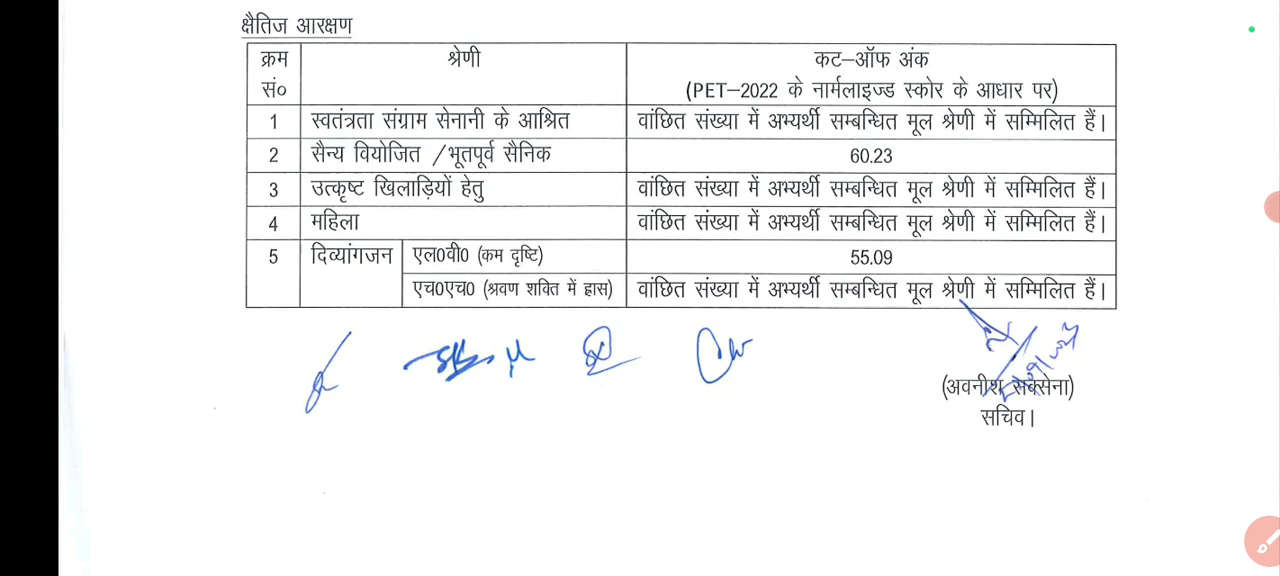 क्षैतिज आरक्षण
क्रम सं० श्रेणी कट–ऑफ अंक (PET–2022 के नार्मलाइज्ड स्कोर के आधार पर)
1 स्वतंत्रता संग्राम सेनानी के आश्रित वांछित संख्या में अभ्यर्थी सम्बन्धित मूल श्रेणी में सम्मिलित हैं।
2 सैन्य वियोजित /भूतपूर्व सैनिक 60.23
3 उत्कृष्ट खिलाड़ियों हेतु वांछित संख्या में अभ्यर्थी सम्बन्धित मूल श्रेणी में सम्मिलित हैं।
4 महिला वांछित संख्या में अभ्यर्थी सम्बन्धित मूल श्रेणी में सम्मिलित हैं।
5 दिव्यांगजन एल0वी0 (कम दृष्टि) 55.09
एच0एच0 (श्रवण शक्ति में ह्रास) वांछित संख्या में अभ्यर्थी सम्बन्धित मूल श्रेणी में सम्मिलित हैं।
(अवनीश सक्सेना)
सचिव।